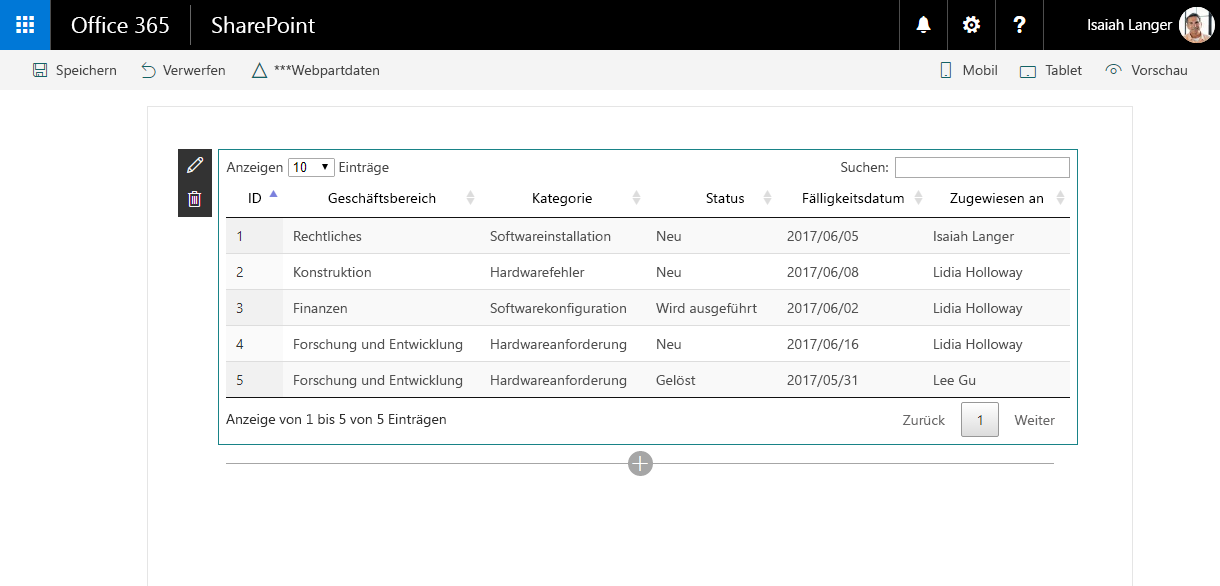 Office 365 SharePoint ? Isaiah Langer
Speichern Verwerfen ***Webpartdaten Mobil Tablet Vorschau
Anzeigen 10 Einträge Suchen:
ID Geschäftsbereich Kategorie Status Fälligkeitsdatum Zugewiesen an
1 Rechtliches Softwareinstallation Neu 2017/06/05 Isaiah Langer
2 Konstruktion Hardwarefehler Neu 2017/06/08 Lidia Holloway
3 Finanzen Softwarekonfiguration Wird ausgeführt 2017/06/02 Lidia Holloway
4 Forschung und Entwicklung Hardwareanforderung Neu 2017/06/16 Lidia Holloway
5 Forschung und Entwicklung Hardwareanforderung Gelöst 2017/05/31 Lee Gu
Anzeige von 1 bis 5 von 5 Einträgen Zurück 1 Weiter